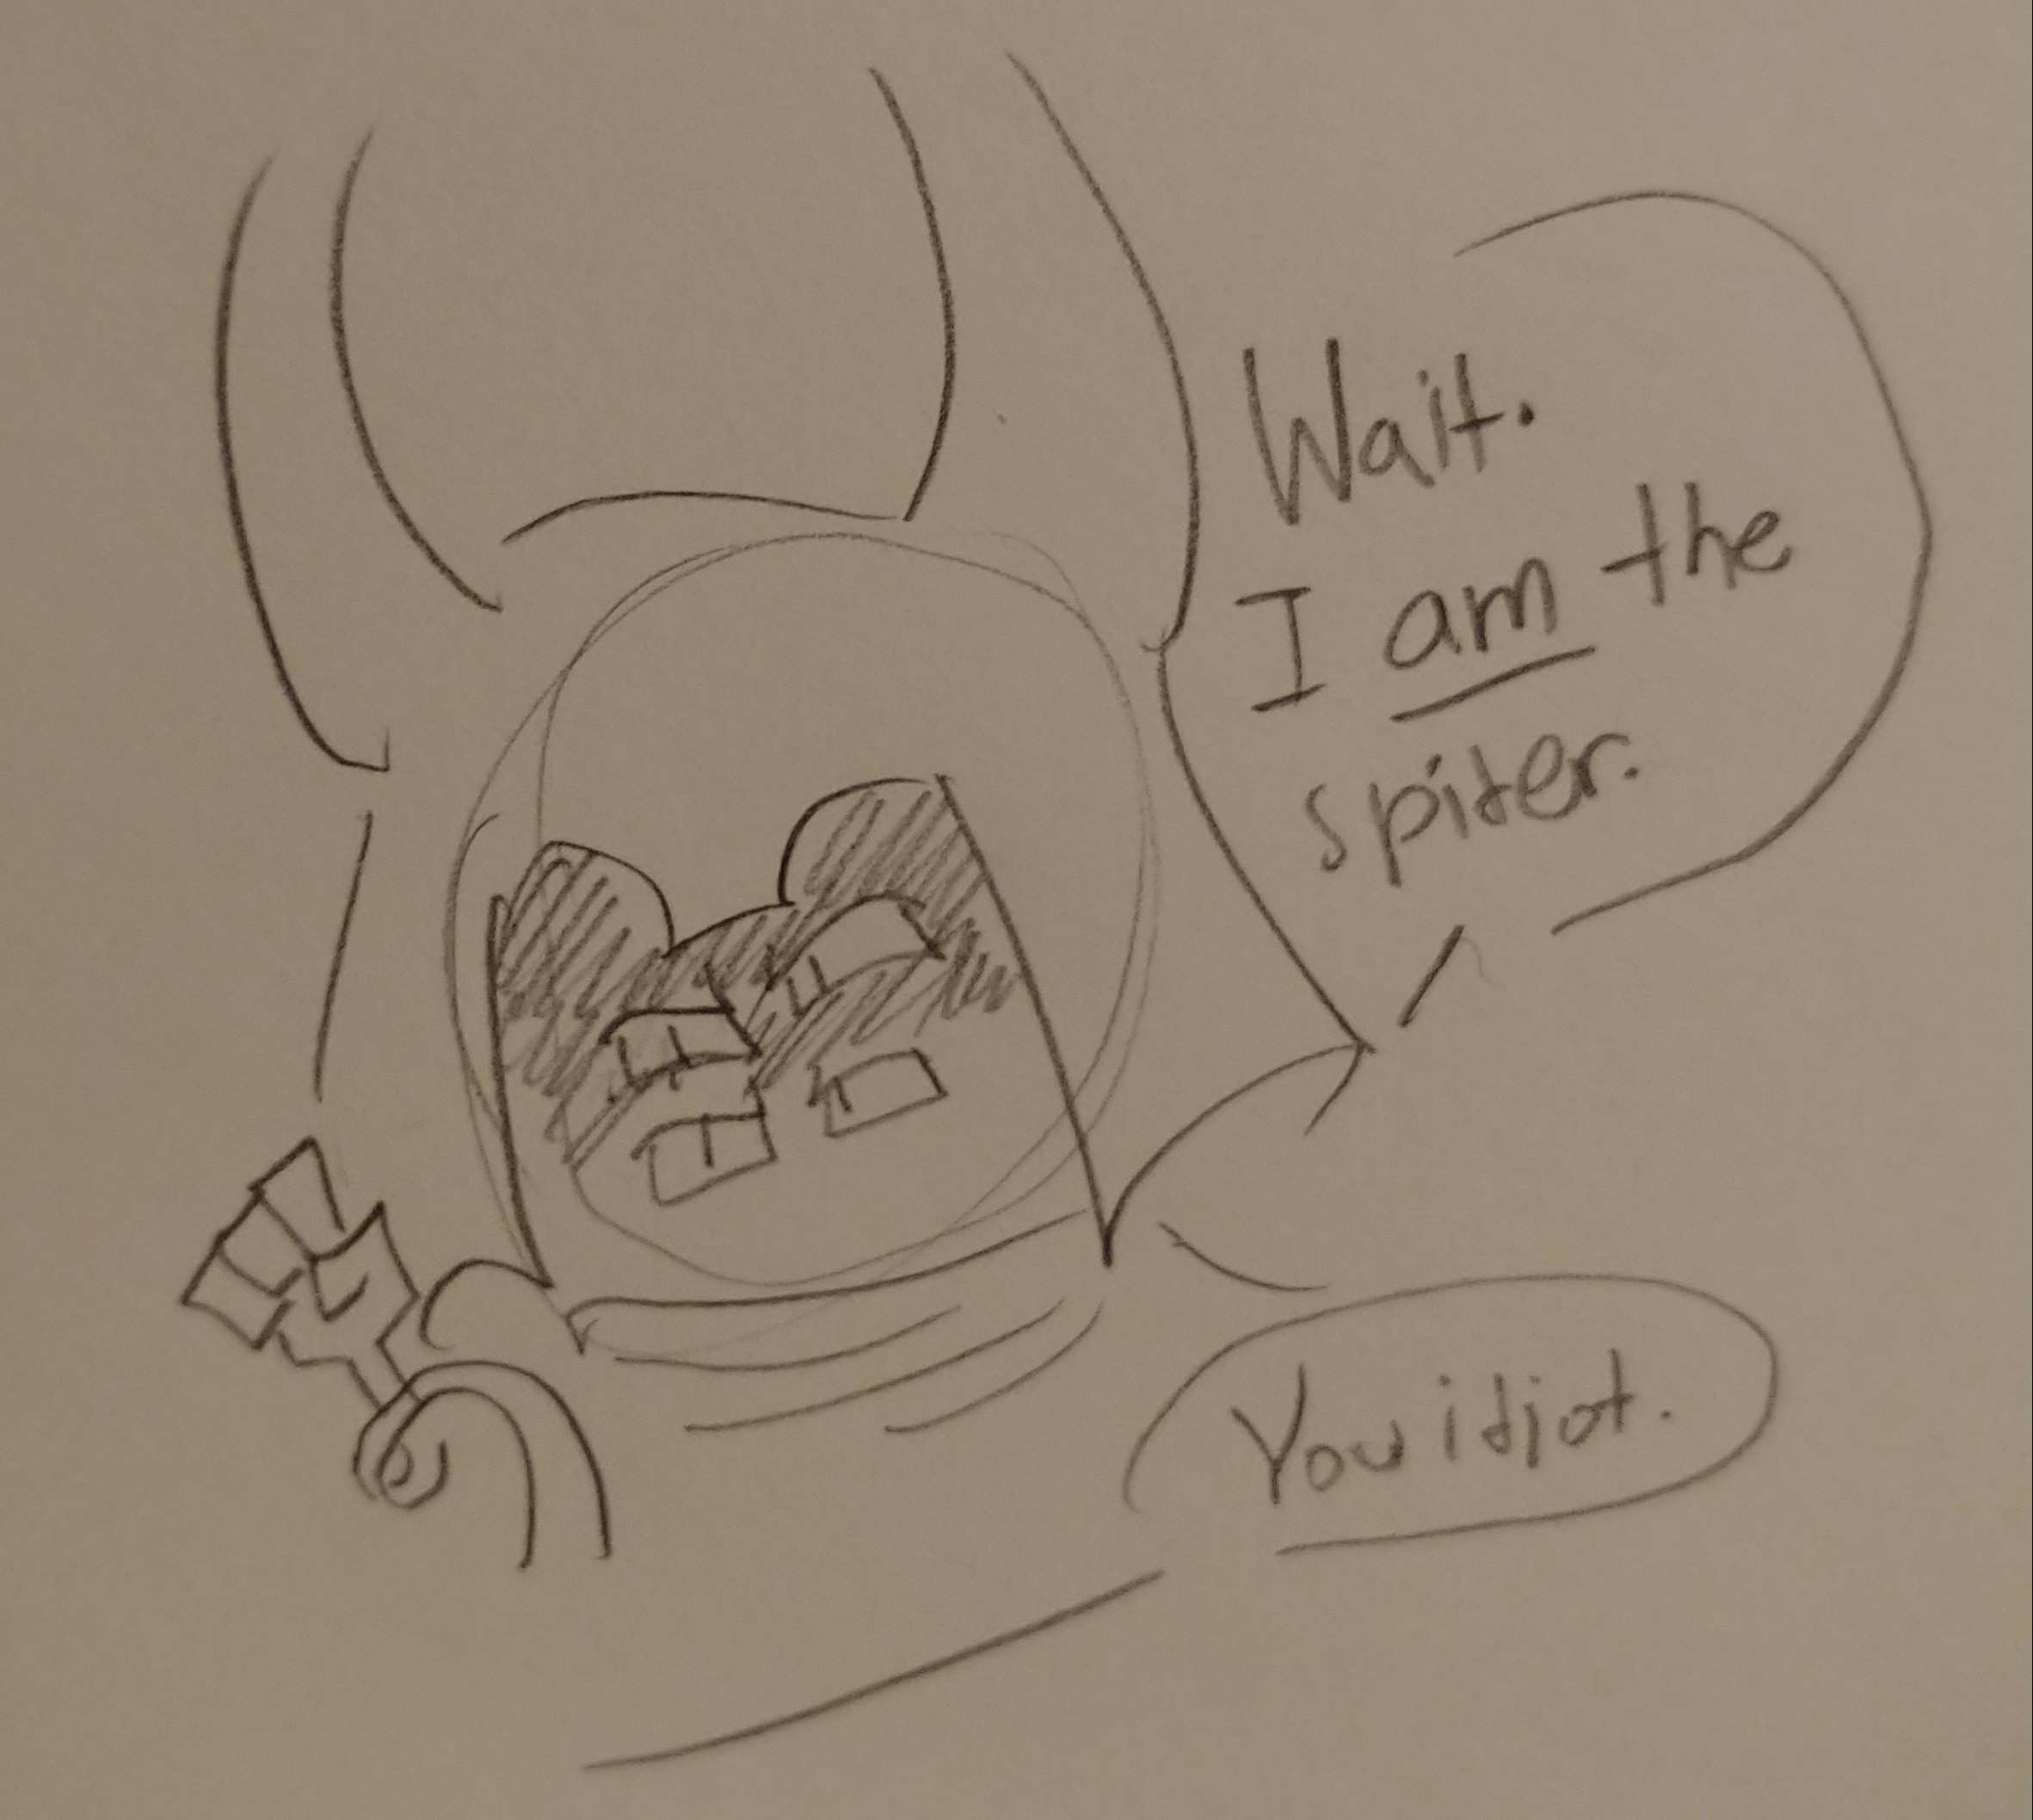 Wait.
I am the
spiter.
You idiot.